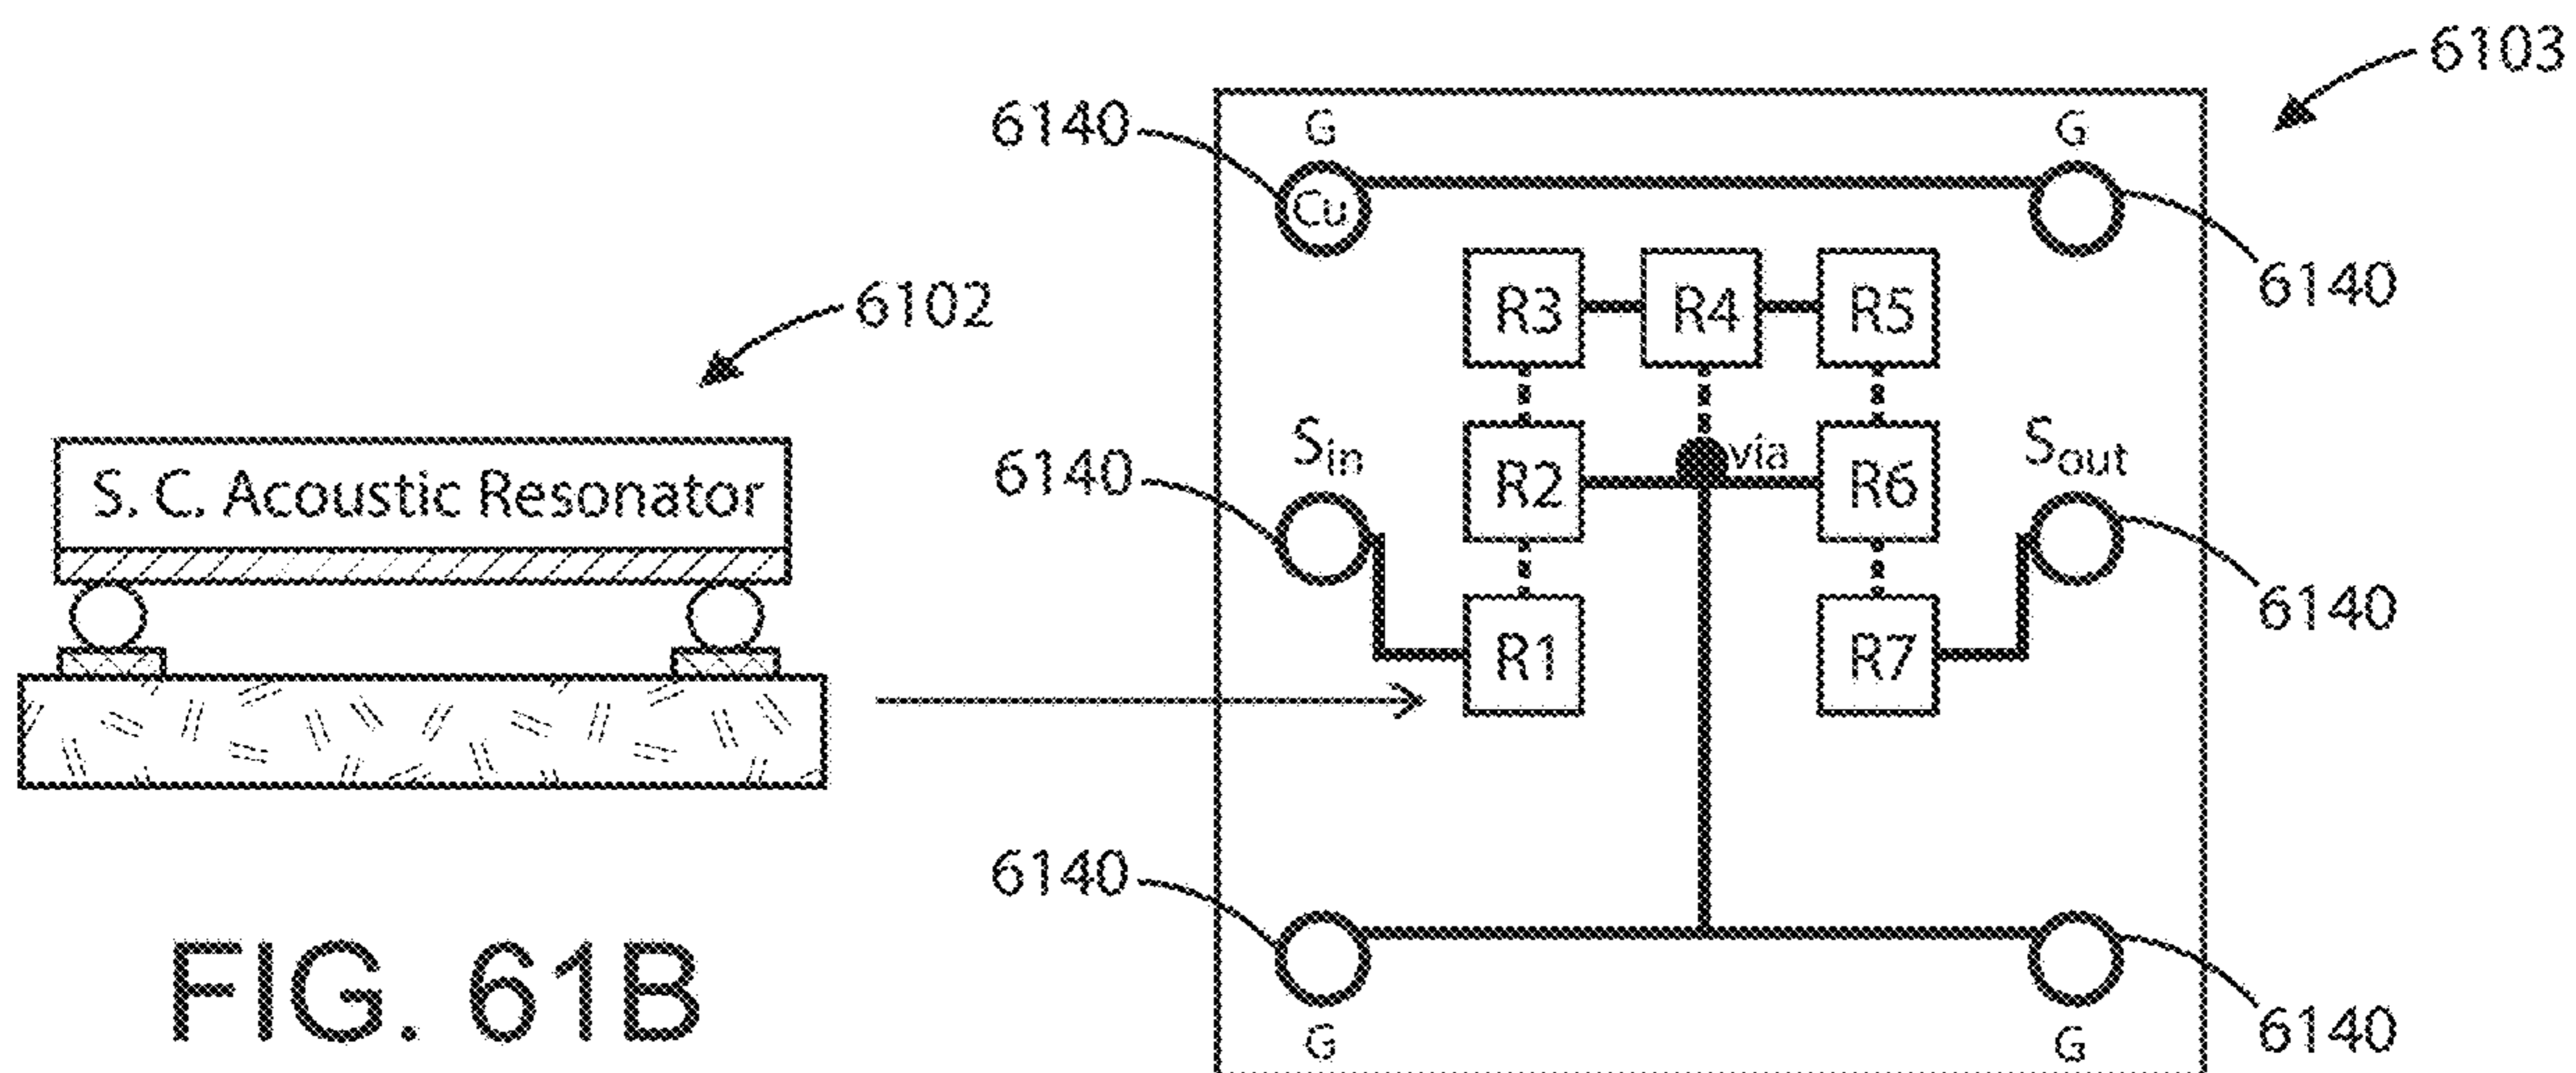 6103
6140
G
G
Cu
6140
6102
R3
R4
R5
S. C. Acoustic Resonator
6140
Sin
R2
via
R6
Sout
6140
R1
R7
6140
G
G
6140
FIG. 61B